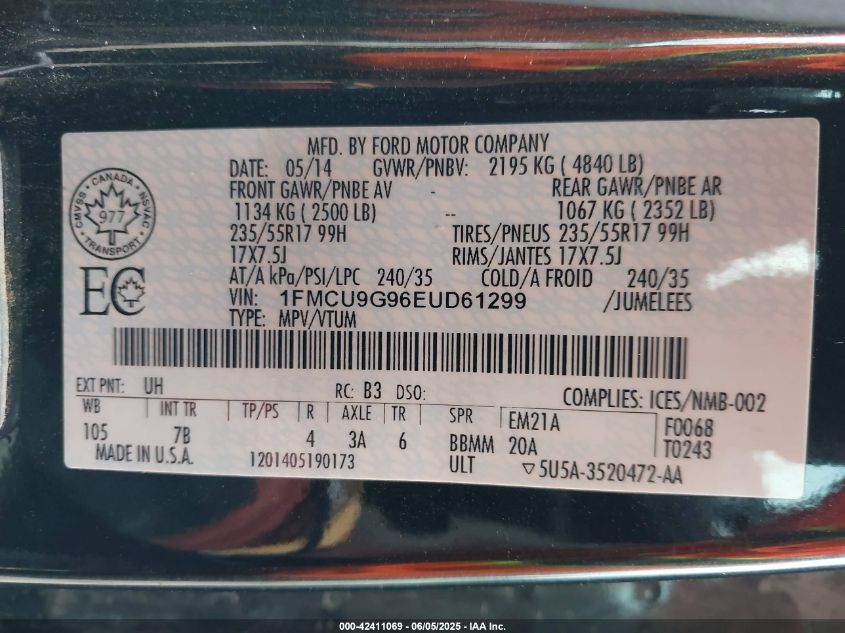 MFD. BY FORD MOTOR COMPANY
DATE: 05/14 GVWR/PNBV: 2195 KG ( 4840 LB)
FRONT GAWR/PNBE AV - REAR GAWR/PNBE AR
1134 KG ( 2500 LB) -- 1067 KG ( 2352 LB)
235/55R17 99H TIRES/PNEUS 235/55R17 99H
17X7.5J RIMS/JANTES 17X7.5J
AT/A kPa/PSI/LPC 240/35 COLD/A FROID 240/35
VIN: 1FMCU9G96EUD61299 /JUMELEES
TYPE: MPV/VTUM
CANADA
CMVSS NSVAC
977
TRANSPORT
EC
EXT PNT: UH RC: B3 DSO: COMPLIES: ICES/NMB-002
WB INT TR TP/PS R AXLE TR SPR EM21A F0068
105 7B 4 3A 6 BBMM 20A T0243
MADE IN U.S.A. 1201405190173 ULT ▽5U5A-3520472-AA
000-42411069 - 06/05/2025 - IAA Inc.